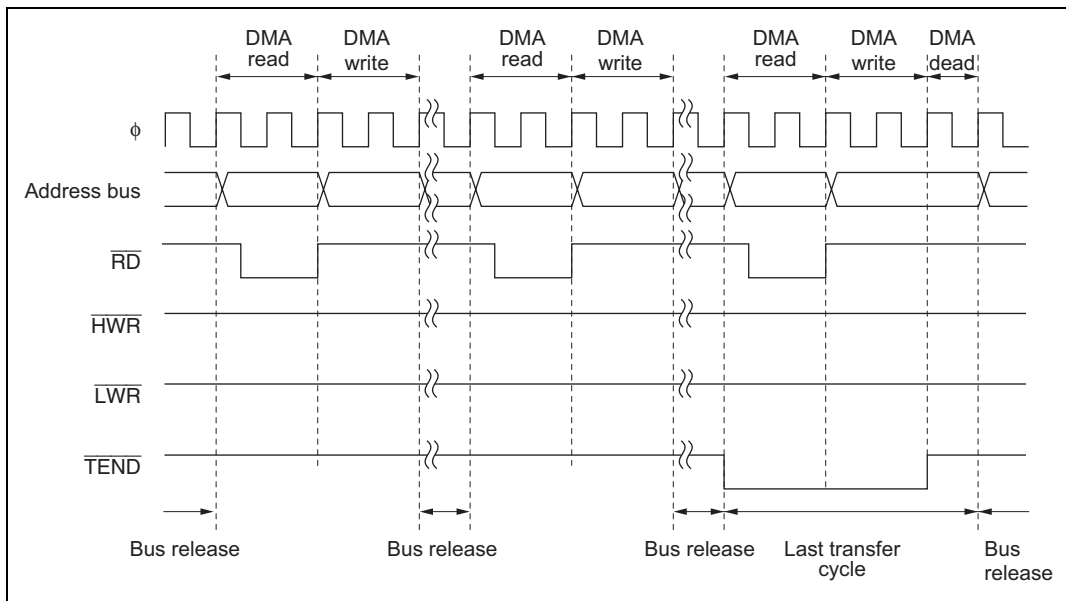 DMA read
DMA write
DMA read
DMA write
DMA read
DMA write
DMA dead
ϕ
Address bus
RD
HWR
LWR
TEND
Bus release
Bus release
Bus release
Last transfer cycle
Bus release